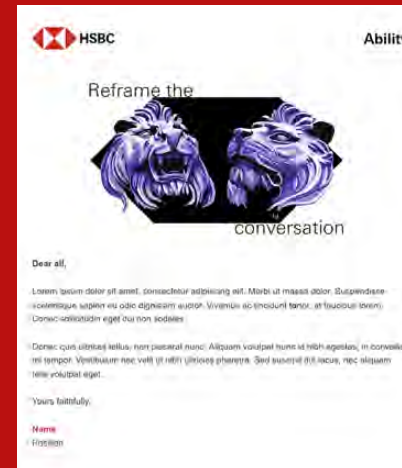 HSBC
Ability
Reframe the
conversation
Dear all,
Lorem ipsum dolor sit amet, consectetur adipiscing elit. Morbi ut massa dolor. Suspendisse
scelerisque sapien eu odio dignissim auctor. Vivamus ac tincidunt tortor, at faucibus lorem.
Donec sollicitudin eget dui non sodales.
Donec quis ultrices tellus, non placerat nunc. Aliquam volutpat nunc id nibh egestas, in convallis
mi tempor. Vestibulum nec velit ut nibh ultricies pharetra. Sed suscipit dui lacus, nec aliquam
felis volutpat eget.
Yours faithfully,
Name
Position